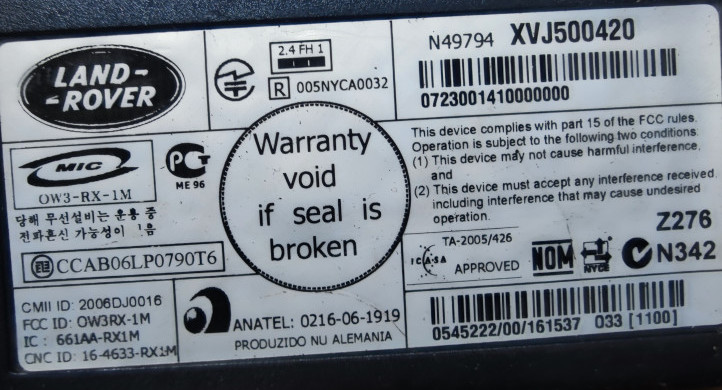 LAND-
-ROVER
2.4 FH 1
R 005NYCA0032
N49794 XVJ500420
0723001410000000
MIC
OW3-RX-1M
당해 무선설비는 운용 중
전파혼신 가능성이 있음
PCT
ME 96
CCAB06LP0790T6
Warranty
void
if seal is
broken
This device complies with part 15 of the FCC rules.
Operation is subject to the following two conditions:
(1) This device may not cause harmful interference,
and
(2) This device must accept any interference received
including interference that may cause undesired
operation.
ICASA
TA-2005/426
APPROVED
NOM
NYCE
Z276
N342
CMII ID: 2006DJ0016
FCC ID: OW3RX-1M
IC : 661AA-RX1M
CNC ID: 16-4633-RX1M
ANATEL: 0216-06-1919
PRODUZIDO NU ALEMANIA
0545222/00/161537 033 [1100]